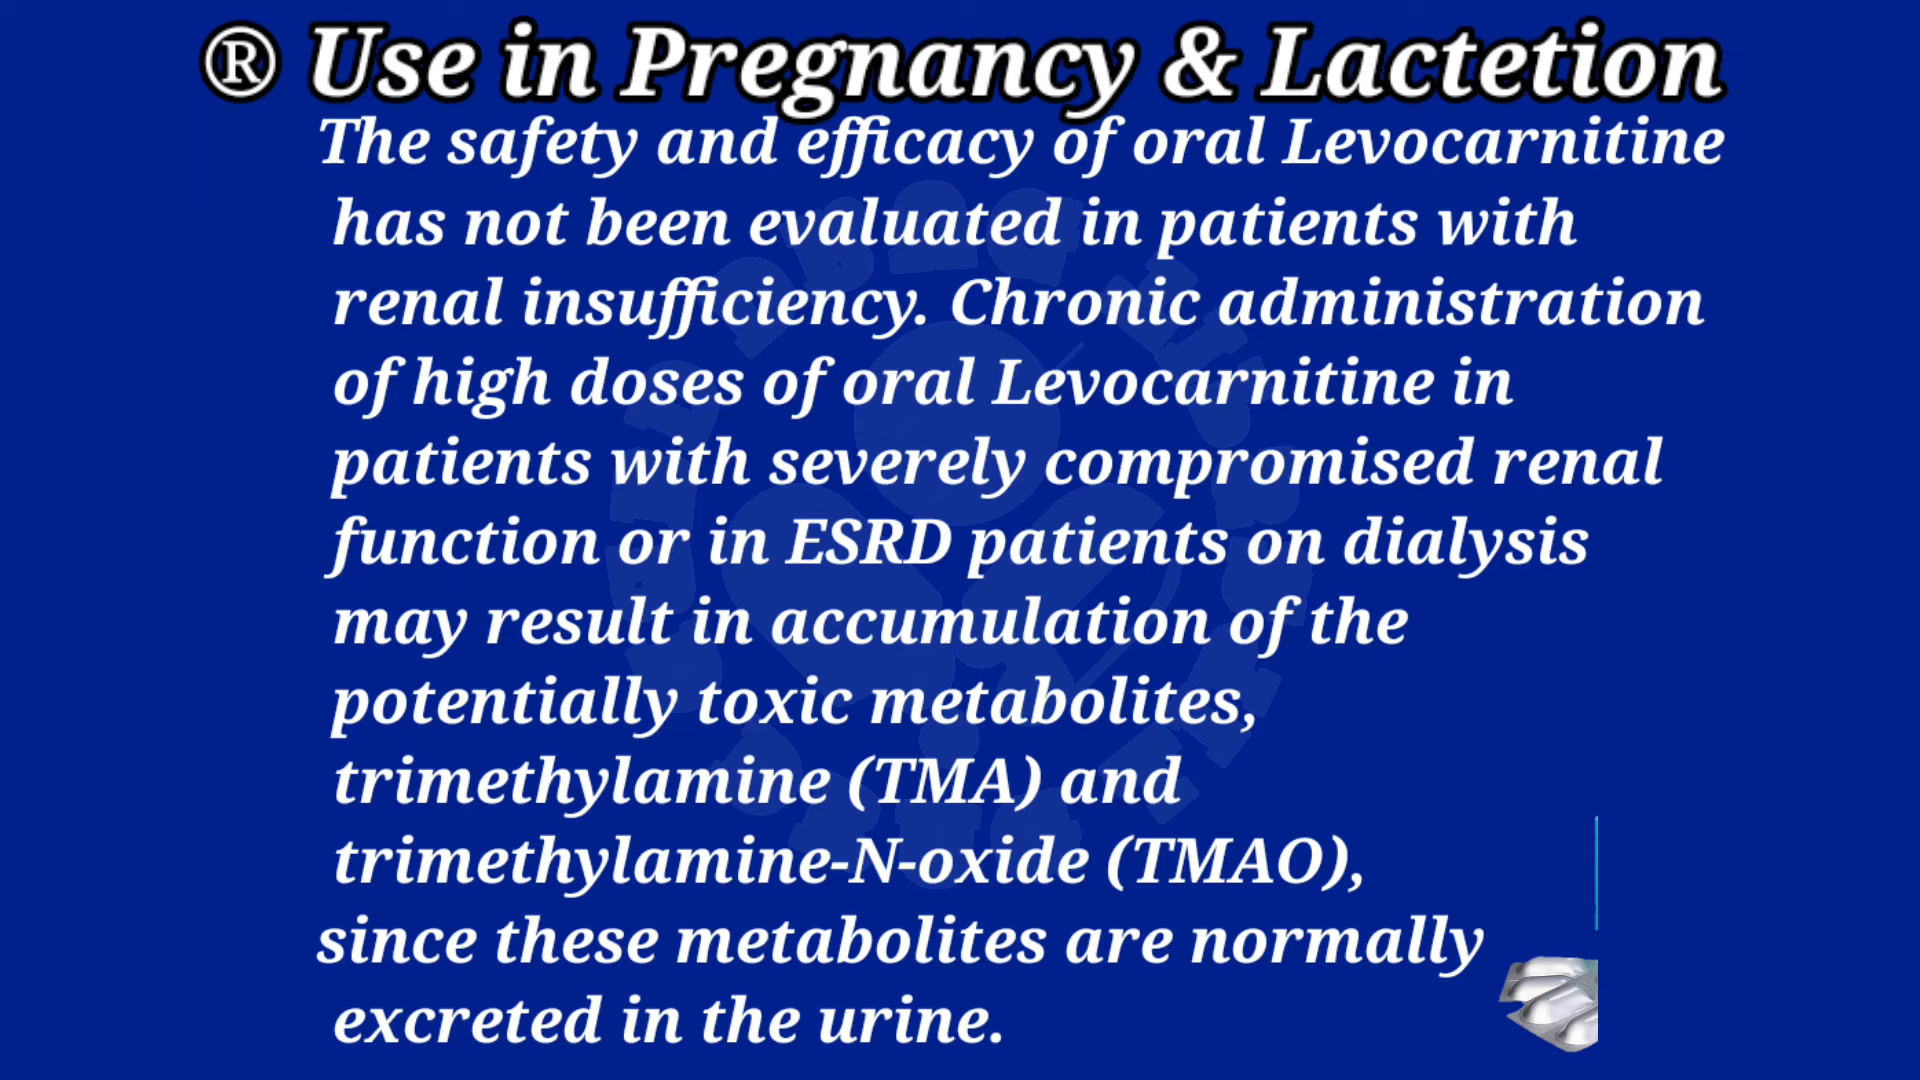 ® Use in Pregnancy & Lactetion
The safety and efficacy of oral Levocarnitine
has not been evaluated in patients with
renal insufficiency. Chronic administration
of high doses of oral Levocarnitine in
patients with severely compromised renal
function or in ESRD patients on dialysis
may result in accumulation of the
potentially toxic metabolites,
trimethylamine (TMA) and
trimethylamine-N-oxide (TMAO),
since these metabolites are normally
excreted in the urine.